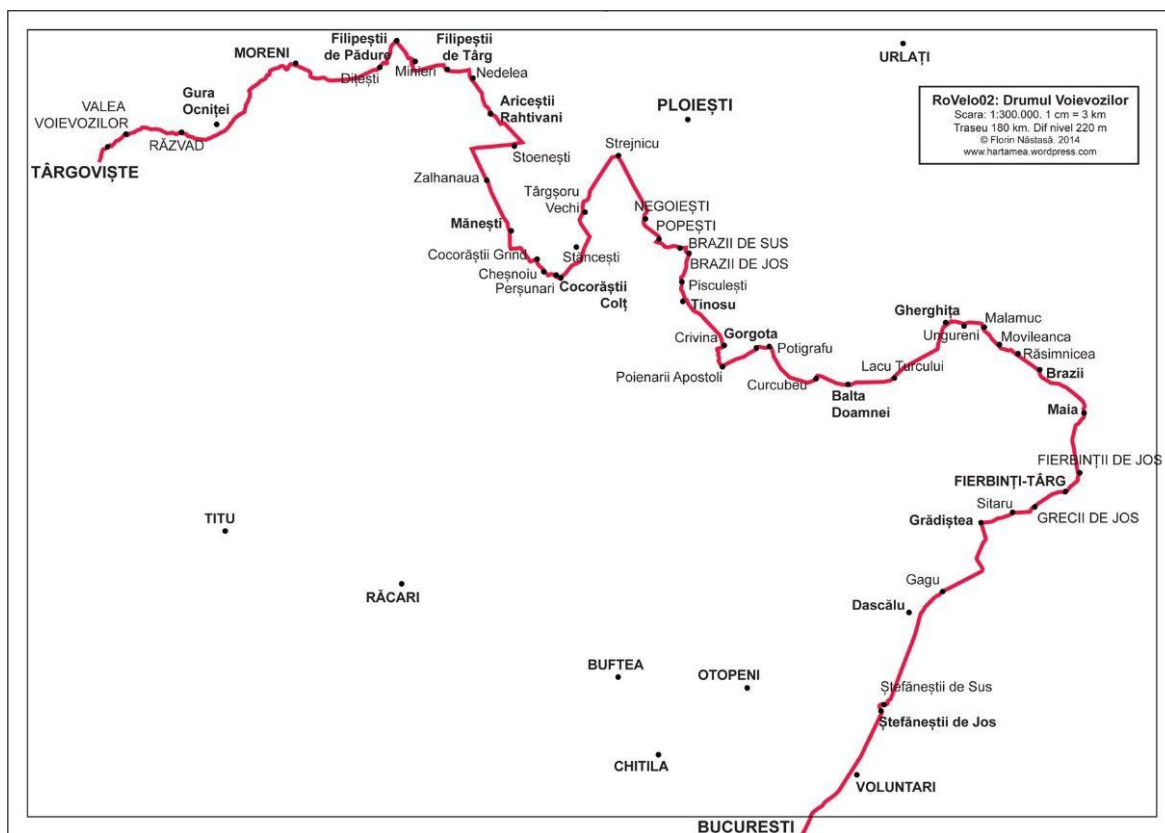 Filipeștii
de Pădure
Filipeștii
de Târg
MORENI
URLAȚI
Dițești
Minieri
Nedelea
VALEA
VOIEVOZILOR
Gura
Ocniței
RĂZVAD
TÂRGOVIȘTE
Ariceștii
Rahtivani
PLOIEȘTI
RoVelo02: Drumul Voievozilor
Scara: 1:300.000. 1 cm = 3 km
Traseu 180 km. Dif nivel 220 m
© Florin Năstasă. 2014
www.hartamea.wordpress.com
Stoenești
Strejnicu
Zalhanaua
Târgșoru
Vechi
NEGOIEȘTI
Mănești
POPEȘTI
Cocorăștii Grind
Stăncești
BRAZII DE SUS
BRAZII DE JOS
Cheșnoiu
Perșunari
Cocorăștii
Colț
Pisculești
Tinosu
Gherghița
Malamuc
Ungureni
Movileanca
Crivina
Gorgota
Potigrafu
Răsimnicea
Poienarii Apostoli
Curcubeu
Lacu Turcului
Brazii
Balta
Doamnei
Maia
FIERBINȚII DE JOS
FIERBINȚI-TÂRG
Sitaru
GRECII DE JOS
Grădiștea
TITU
RĂCARI
Gagu
Dascălu
BUFTEA
OTOPENI
Ștefăneștii de Sus
Ștefăneștii de Jos
CHITILA
VOLUNTARI
BUCUREȘTI